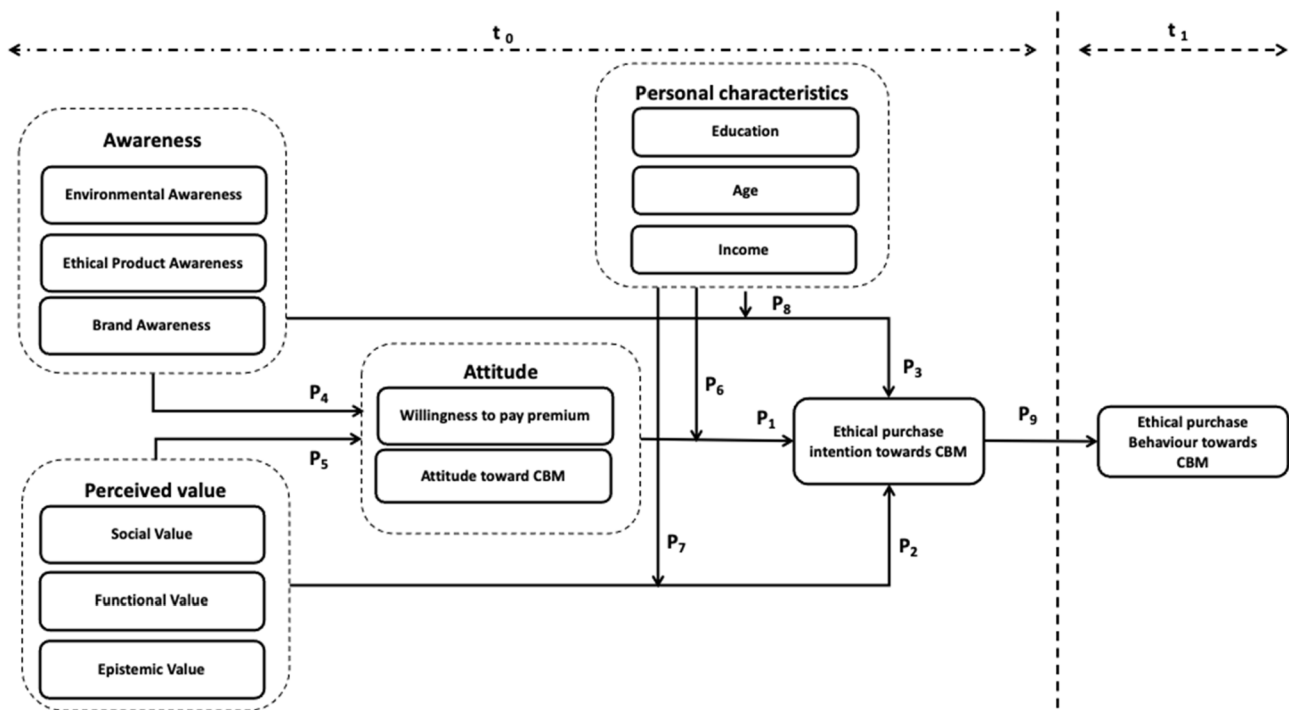 t0
t1
Personal characteristics
Education
Age
Income
Awareness
Environmental Awareness
Ethical Product Awareness
Brand Awareness
P8
P3
P4
Attitude
Willingness to pay premium
Attitude toward CBM
P6
P1
Ethical purchase
intention towards CBM
P9
Ethical purchase
Behaviour towards
CBM
P5
Perceived value
Social Value
Functional Value
Epistemic Value
P7
P2